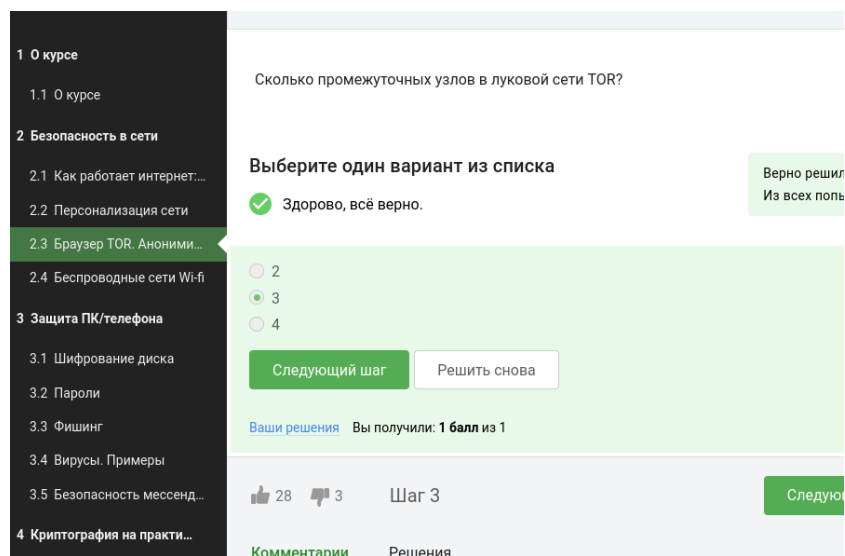 1 О курсе
1.1 О курсе
2 Безопасность в сети
2.1 Как работает интернет:...
2.2 Персонализация сети
2.3 Браузер TOR. Аноними...
2.4 Беспроводные сети Wi-fi
3 Защита ПК/телефона
3.1 Шифрование диска
3.2 Пароли
3.3 Фишинг
3.4 Вирусы. Примеры
3.5 Безопасность мессенд...
4 Криптография на практи...
Сколько промежуточных узлов в луковой сети TOR?
Выберите один вариант из списка
Здорово, всё верно.
Верно решил
Из всех попы
2
3
4
Следующий шаг Решить снова
Ваши решения Вы получили: 1 балл из 1
28 3 Шаг 3
Следую
Комментарии Решения